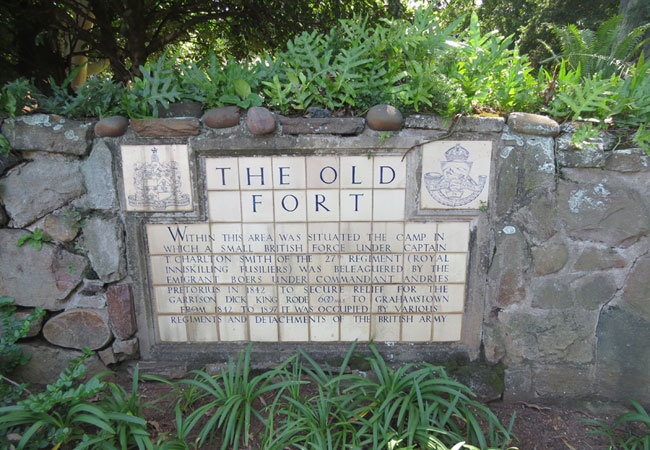 THE OLD
FORT
WITHIN THIS AREA WAS SITUATED THE CAMP IN
WHICH A SMALL BRITISH FORCE UNDER CAPTAIN
T. CHARLTON SMITH OF THE 27TH REGIMENT (ROYAL
INNISKILLING FUSILIERS) WAS BELEAGUERED BY THE
EMIGRANT BOERS UNDER COMMANDANT ANDRIES
PRETORIUS IN 1842. TO SECURE RELIEF FOR THE
GARRISON DICK KING RODE 600 TO GRAHAMSTOWN
FROM 1842 TO 1897 IT WAS OCCUPIED BY VARIOUS
REGIMENTS AND DETACHMENTS OF THE BRITISH ARMY